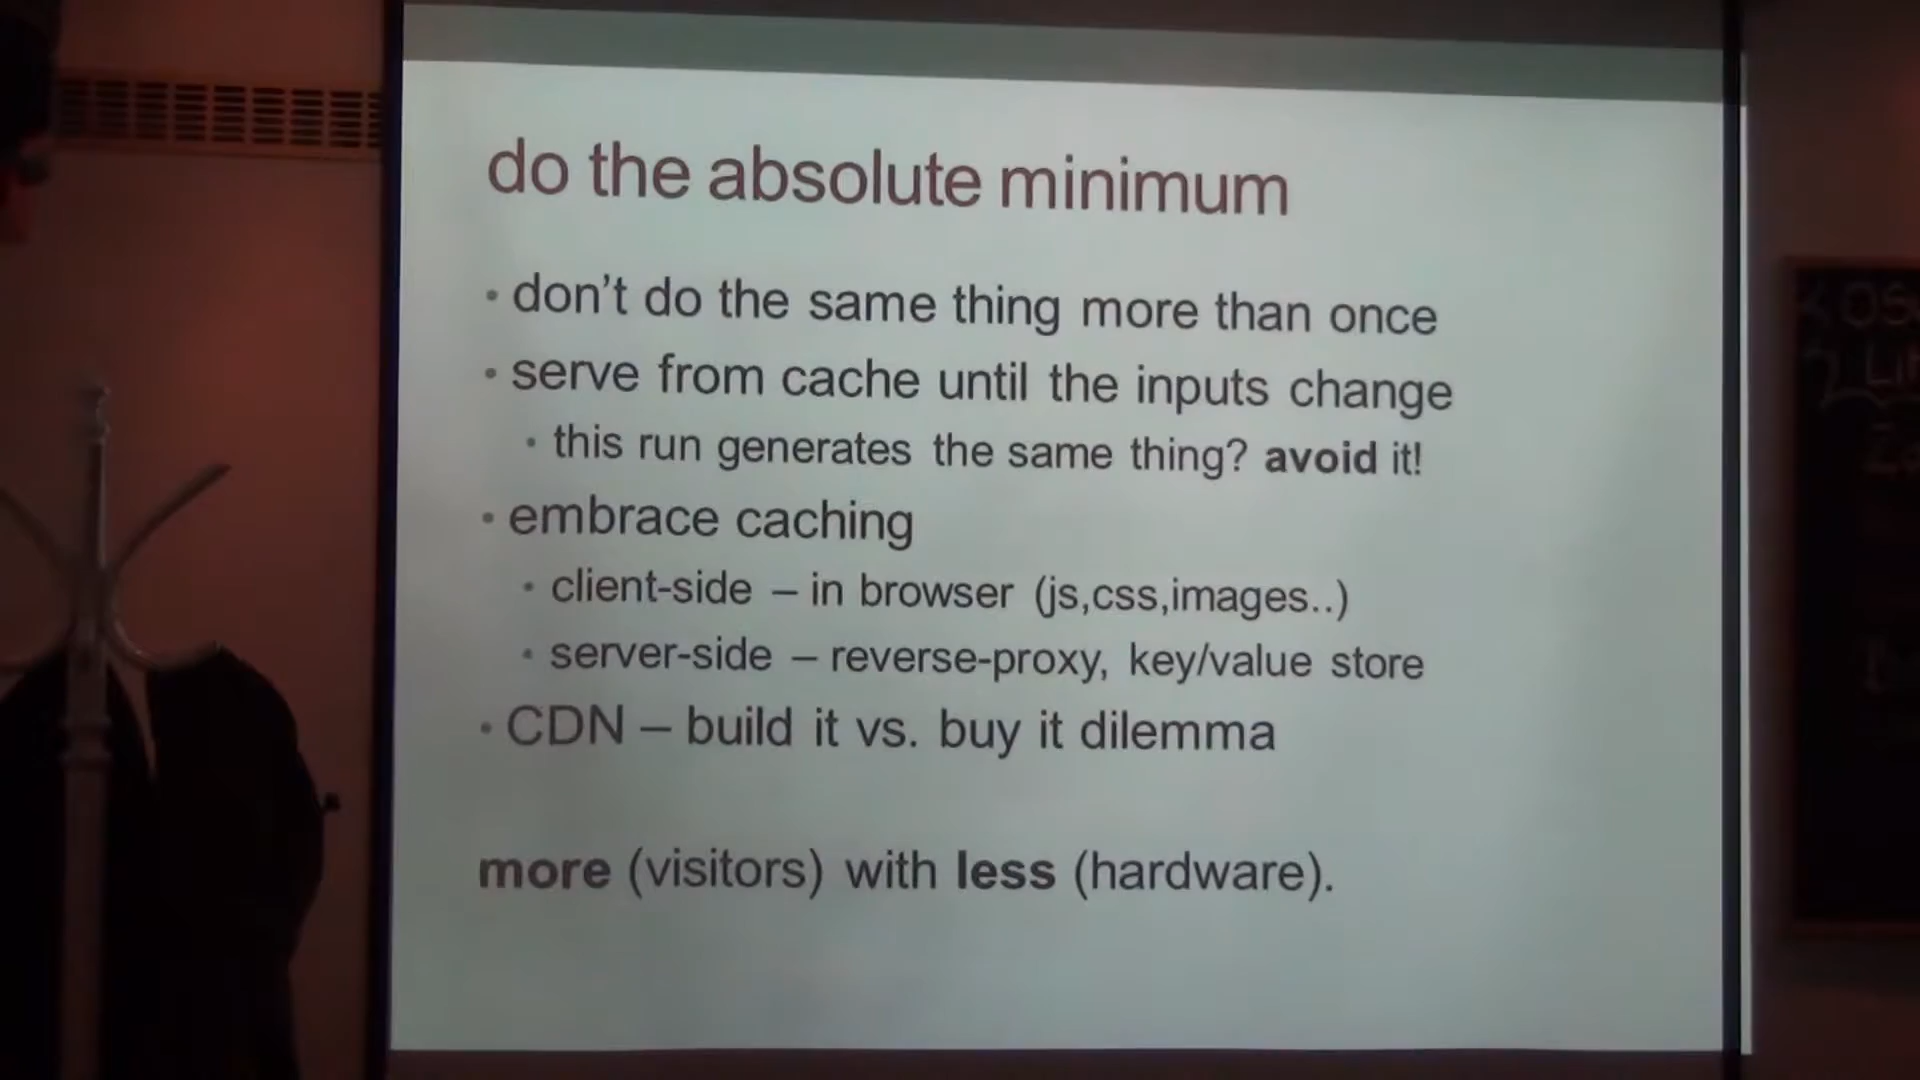 do the absolute minimum
• don't do the same thing more than once
• serve from cache until the inputs change
• this run generates the same thing? avoid it!
• embrace caching
• client-side – in browser (js,css,images..)
• server-side – reverse-proxy, key/value store
• CDN – build it vs. buy it dilemma
more (visitors) with less (hardware).